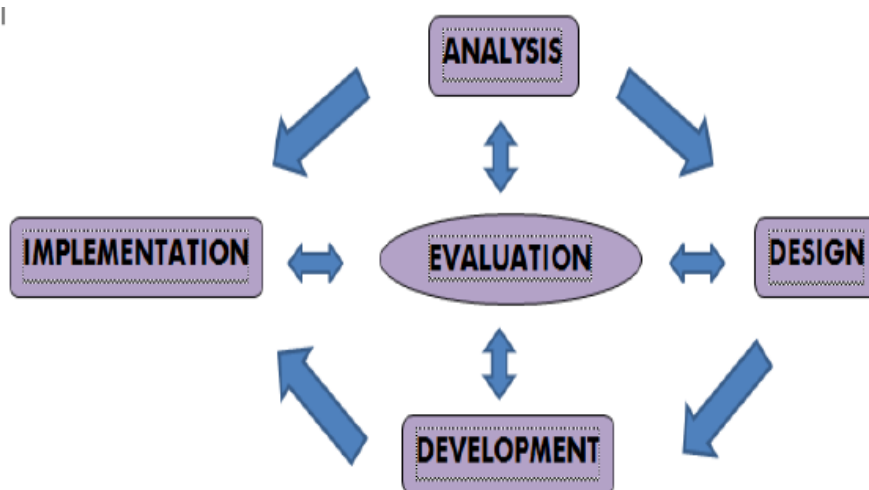 ANALYSIS
IMPLEMENTATION
EVALUATION
DESIGN
DEVELOPMENT